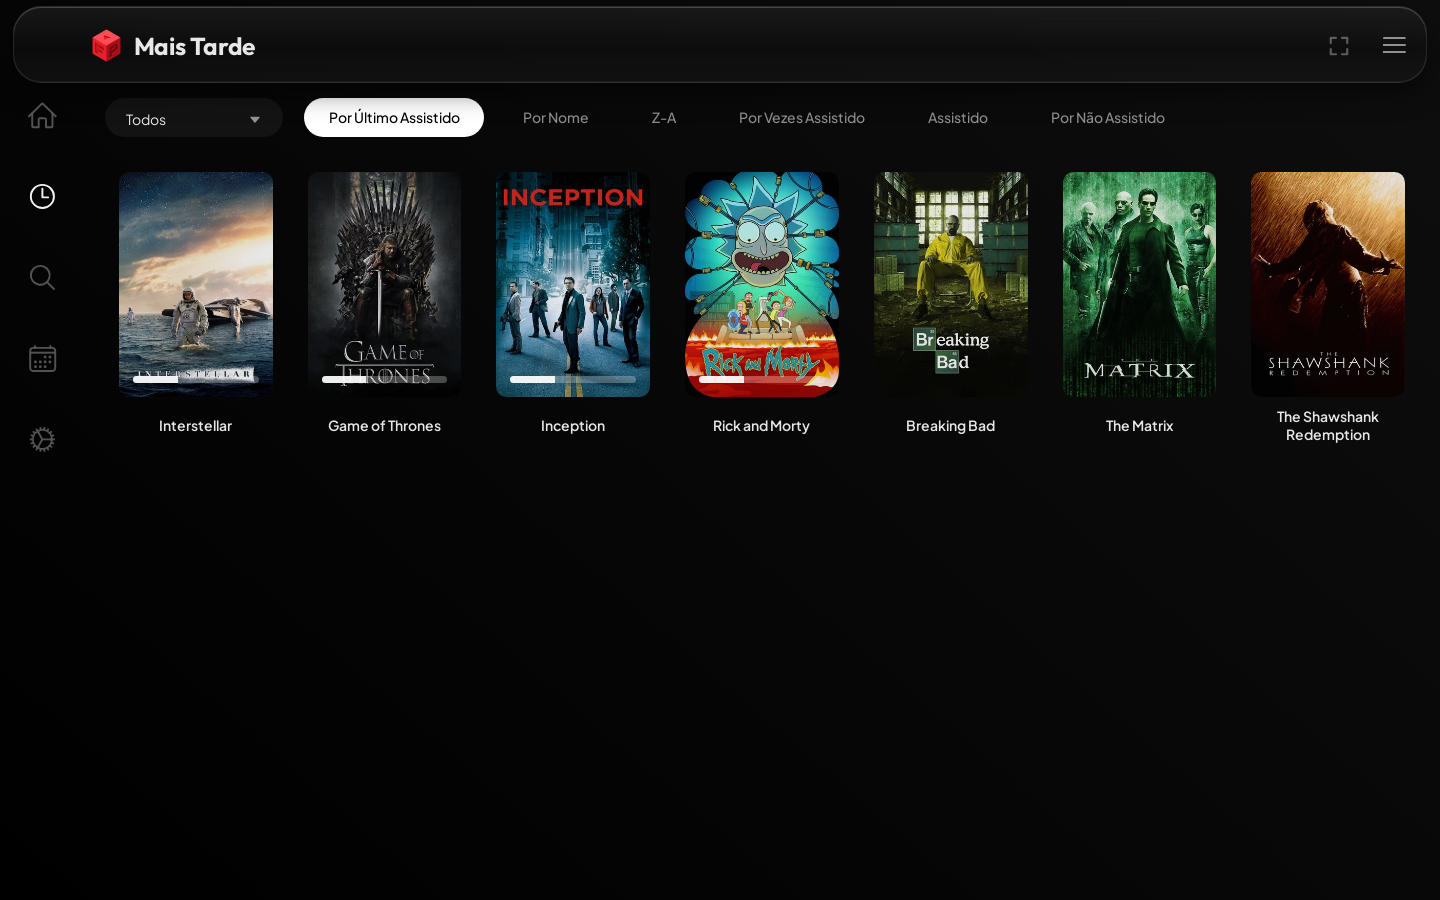 Mais Tarde
Todos
Por Último Assistido
Por Nome
Z-A
Por Vezes Assistido
Assistido
Por Não Assistido
INTERSTELLAR
GAME OF
THRONES
INCEPTION
Rick and Morty
Breaking
Bad
THE
MATRIX
THE
SHAWSHANK
REDEMPTION
Interstellar
Game of Thrones
Inception
Rick and Morty
Breaking Bad
The Matrix
The Shawshank
Redemption